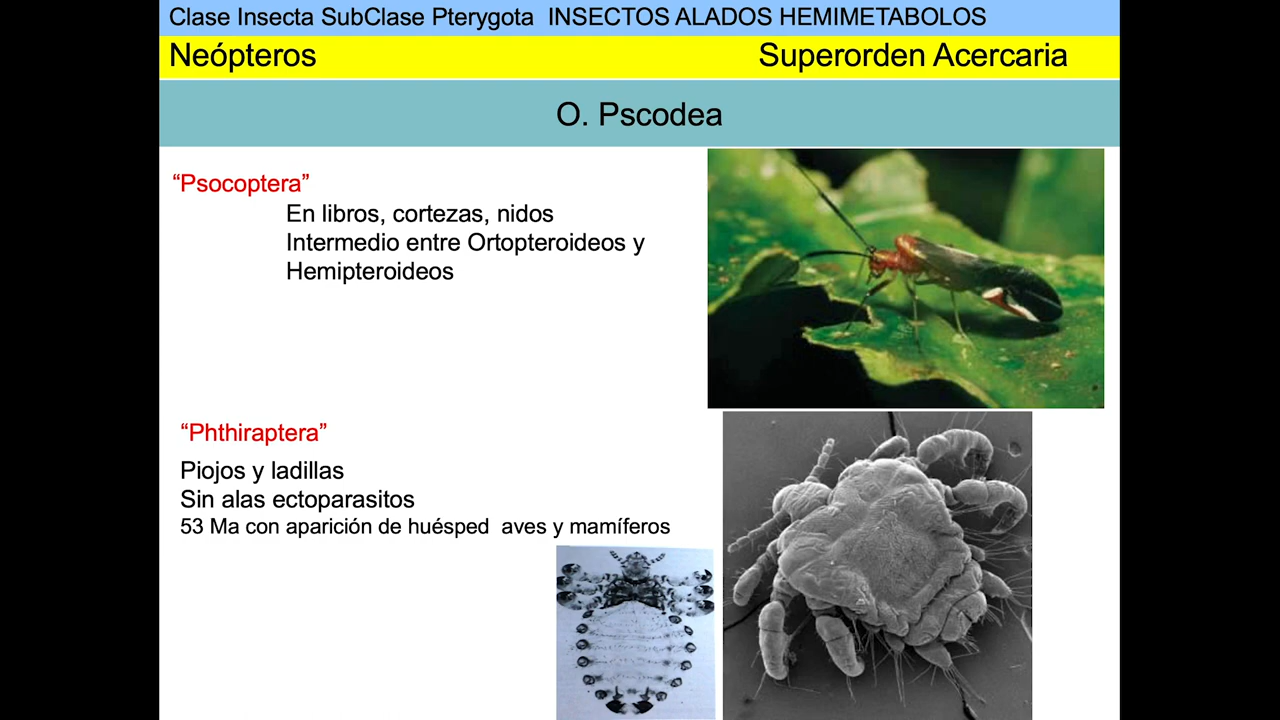 Clase Insecta SubClase Pterygota INSECTOS ALADOS HEMIMETABOLOS
Neópteros Superorden Acercaria
O. Pscodea
“Psocoptera”
En libros, cortezas, nidos
Intermedio entre Ortopteroideos y
Hemipteroideos
“Phthiraptera”
Piojos y ladillas
Sin alas ectoparasitos
53 Ma con aparición de huésped aves y mamíferos